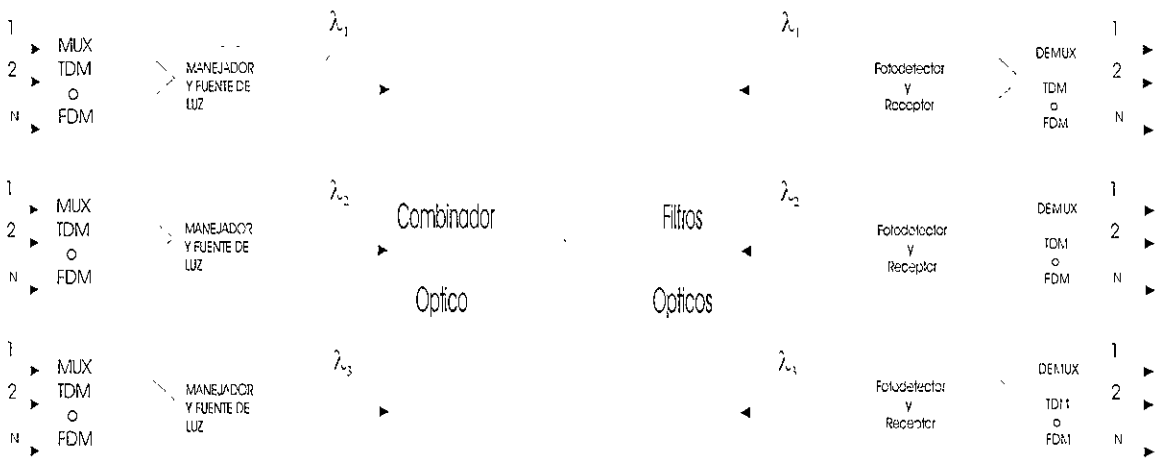 1
MUX
2
TDM
O
N
FDM
MANEJADOR
Y FUENTE DE
LUZ
λ1
1
MUX
2
TDM
O
N
FDM
MANEJADOR
Y FUENTE DE
LUZ
λ2
1
MUX
2
TDM
O
N
FDM
MANEJADOR
Y FUENTE DE
LUZ
λ3
Combinador
Optico
Filtros
Opticos
λ1
Fotodetector
y
Receptor
DEMUX
TDM
o
FDM
1
2
N
λ2
Fotodetector
y
Receptor
DEMUX
TDM
o
FDM
1
2
N
λ3
Fotodetector
y
Receptor
DEMUX
TDM
o
FDM
1
2
N